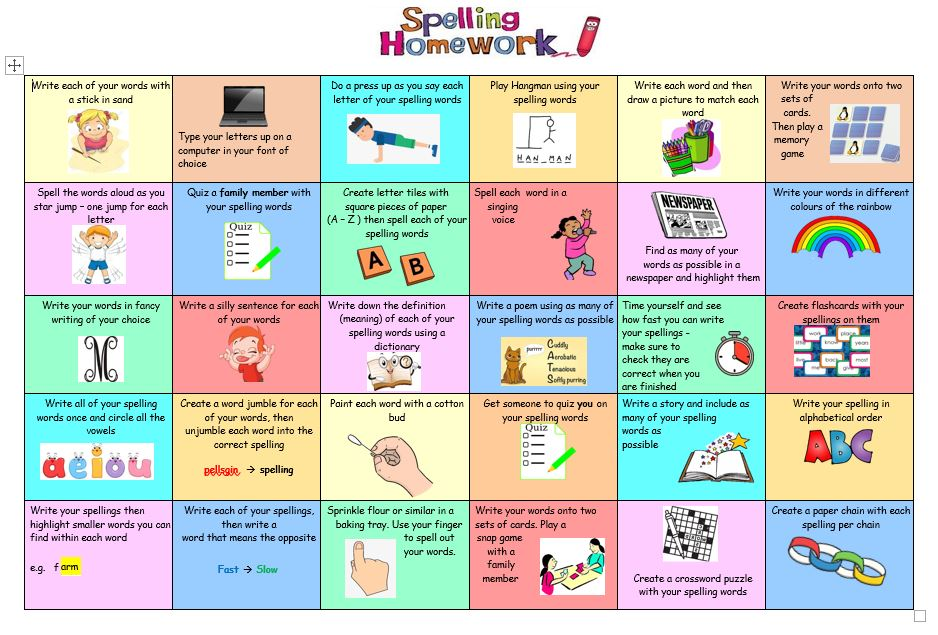 Spelling
Homework
Write each of your words with
a stick in sand
Type your letters up on a
computer in your font of
choice
Do a press up as you say each
letter of your spelling words
Play Hangman using your
spelling words
HAN_MAN
Write each word and then
draw a picture to match each
word
Write your words onto two
sets of
cards.
Then play a
memory
game
Spell the words aloud as you
star jump – one jump for each
letter
Quiz a family member with
your spelling words
Quiz
Create letter tiles with
square pieces of paper
(A – Z ) then spell each of your
spelling words
A B
Spell each word in a
singing
voice
NEWSPAPER
Find as many of your
words as possible in a
newspaper and highlight them
Write your words in different
colours of the rainbow
Write your words in fancy
writing of your choice
M
Write a silly sentence for each
of your words
Write down the definition
(meaning) of each of your
spelling words using a
dictionary
Write a poem using as many of
your spelling words as possible
purrrr
Cuddly
Acrobatic
Tenacious
Softly purring
Time yourself and see
how fast you can write
your spellings –
make sure to
check they are
correct when you
are finished
Create flashcards with your
spellings on them
work place
little know years
live me back give most
Write all of your spelling
words once and circle all the
vowels
aeiou
Create a word jumble for each
of your words, then
unjumble each word into the
correct spelling
pellsgin → spelling
Paint each word with a cotton
bud
Get someone to quiz you on
your spelling words
Quiz
Write a story and include as
many of your spelling
words as
possible
Write your spelling in
alphabetical order
ABC
Write your spellings then
highlight smaller words you can
find within each word
e.g. f arm
Write each of your spellings,
then write a
word that means the opposite
Fast → Slow
Sprinkle flour or similar in a
baking tray. Use your finger
to spell out
your words.
Write your words onto two
sets of cards. Play a
snap game
with a
family
member
Create a crossword puzzle
with your spelling words
Create a paper chain with each
spelling per chain